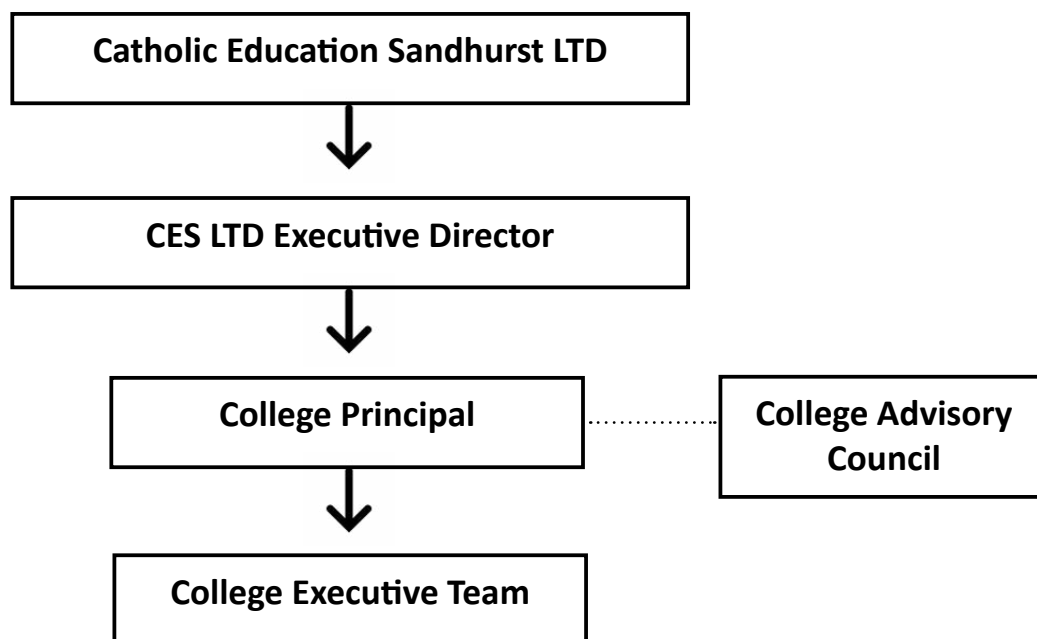 Catholic Education Sandhurst LTD
CES LTD Executive Director
College Principal
College Advisory
Council
College Executive Team